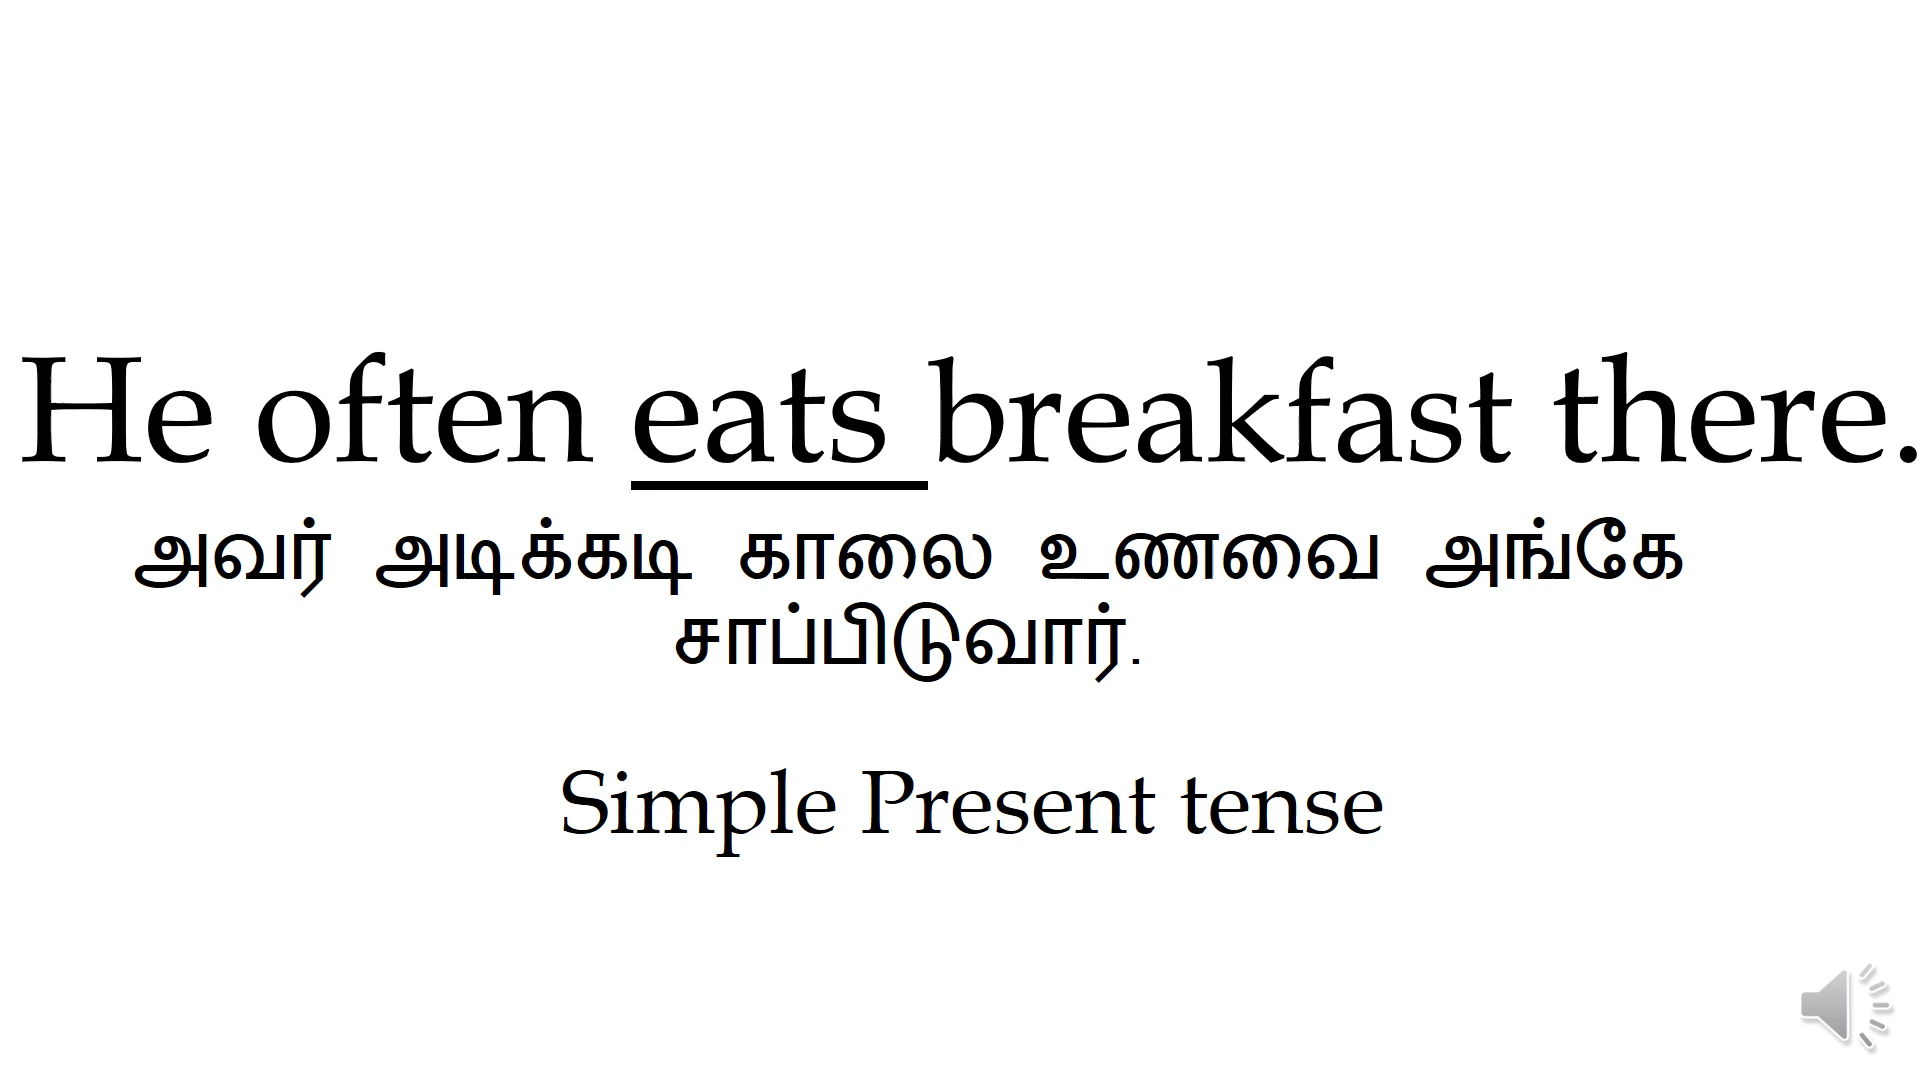 He often eats breakfast there.
அவர் அடிக்கடி காலை உணவை அங்கே
சாப்பிடுவார்.
Simple Present tense